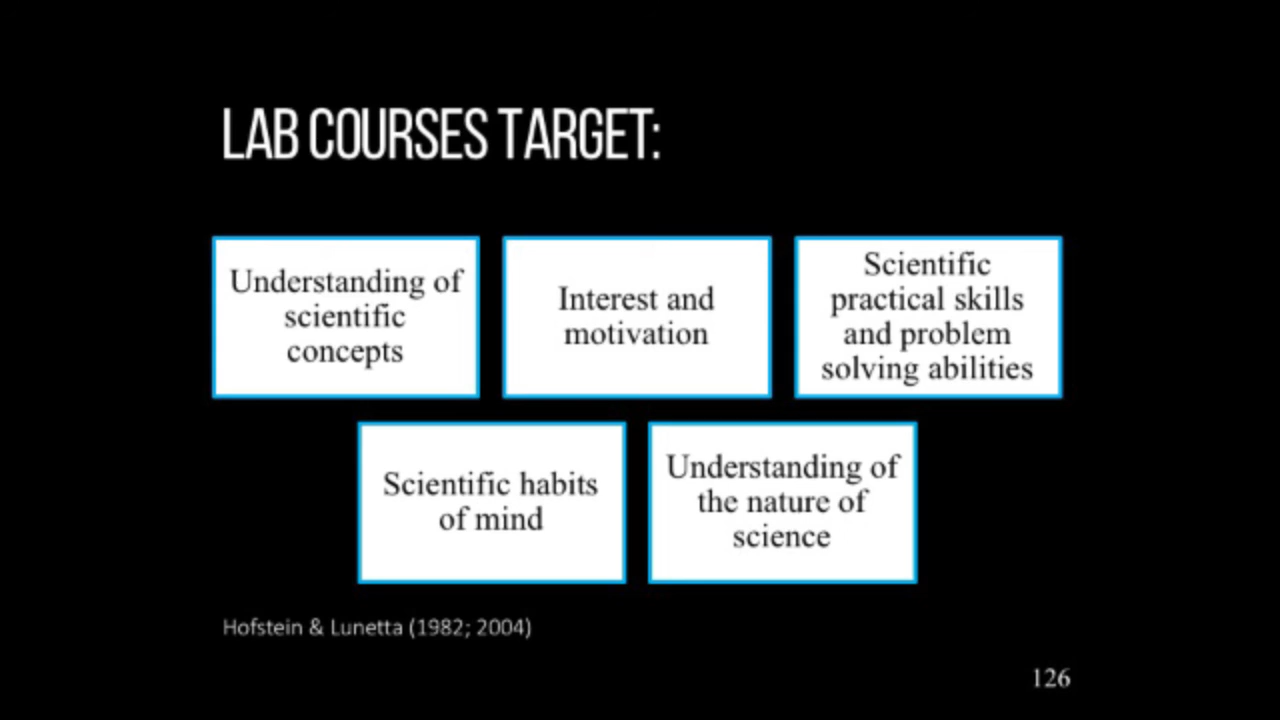 LAB COURSES TARGET:
Understanding of
scientific
concepts
Interest and
motivation
Scientific
practical skills
and problem
solving abilities
Scientific habits
of mind
Understanding of
the nature of
science
Hofstein & Lunetta (1982; 2004)
126